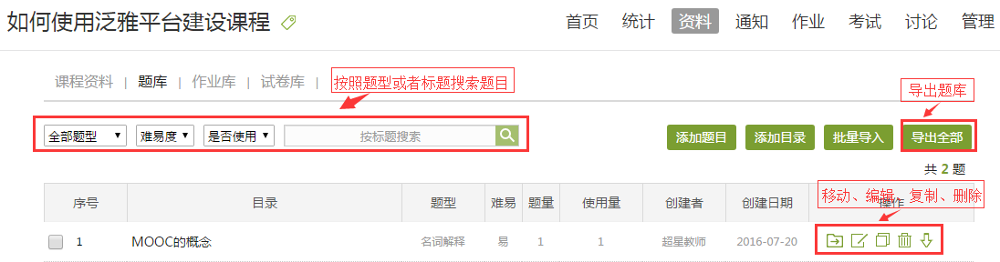 如何使用泛雅平台建设课程 首页 统计 资料 通知 作业 考试 讨论 管理
课程资料 | 题库 | 作业库 | 试卷库 | 按照题型或者标题搜索题目
导出题库
全部题型 难易度 是否使用 按标题搜索 添加题目 添加目录 批量导入 导出全部
共 2 题
移动、编辑、复制、删除
序号 目录 题型 难易 题量 使用量 创建者 创建日期 操作
1 MOOC的概念 名词解释 易 1 1 超星教师 2016-07-20